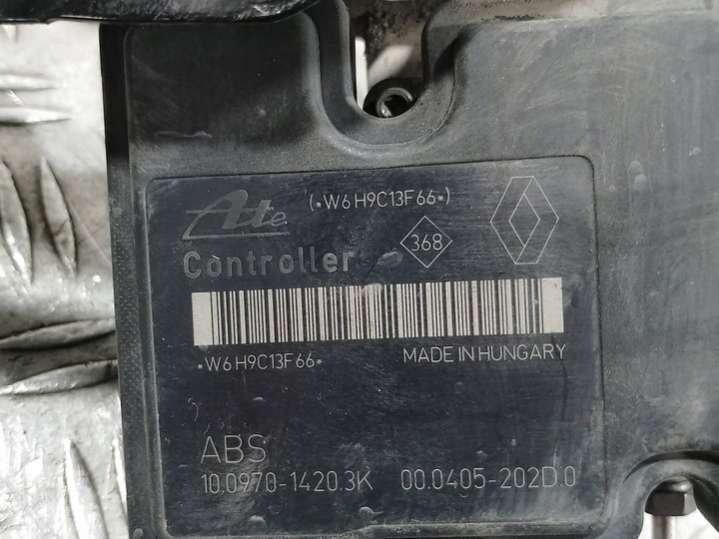 Ate (•W6H9C13F66•)
368
Controller
•W6H9C13F66• MADE IN HUNGARY
ABS
10.0970-1420.3K 00.0405-202D.0